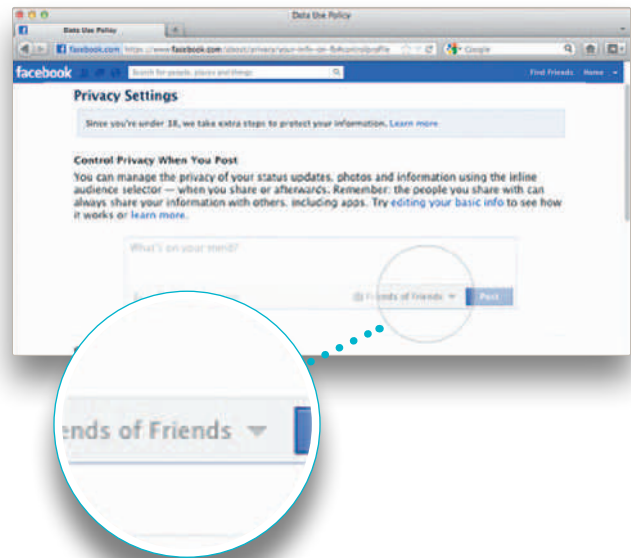 Data Use Policy
Data Use Policy
facebook.com https://www.facebook.com/about/privacy/your-info-on-fb#controlprofile Google
facebook Search for people, places and things Find Friends Home
Privacy Settings
Since you're under 18, we take extra steps to protect your information. Learn more
Control Privacy When You Post
You can manage the privacy of your status updates, photos and information using the inline
audience selector — when you share or afterwards. Remember: the people you share with can
always share your information with others, including apps. Try editing your basic info to see how
it works or learn more.
What's on your mind?
Friends of Friends Post
ends of Friends